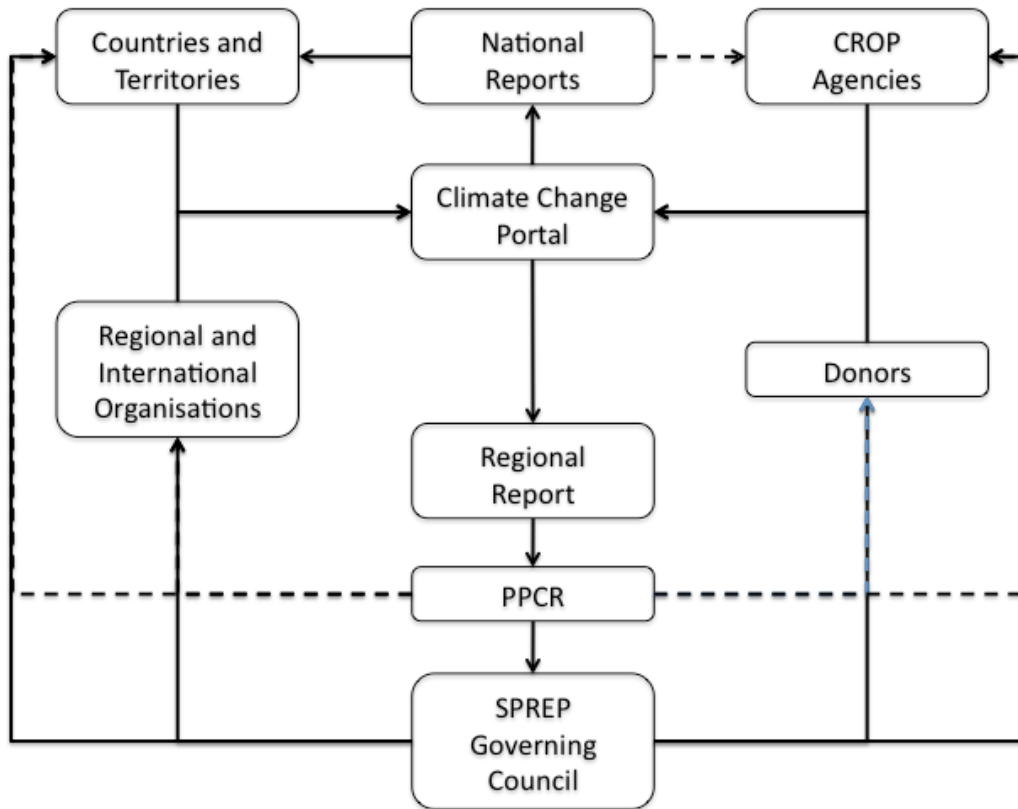 Countries and
Territories
National
Reports
CROP
Agencies
Climate Change
Portal
Regional and
International
Organisations
Donors
Regional
Report
PPCR
SPREP
Governing
Council